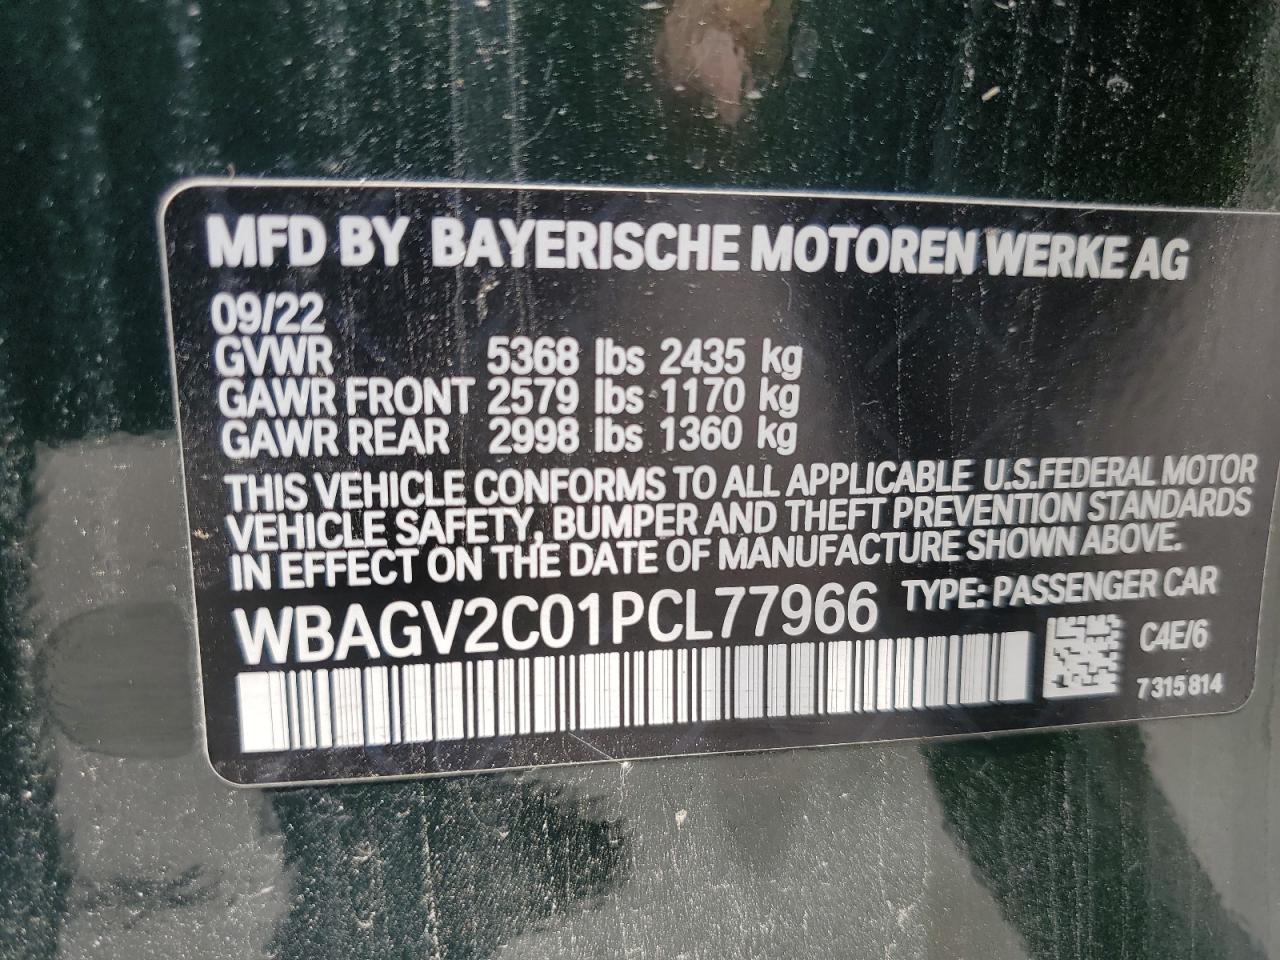 MFD BY BAYERISCHE MOTOREN WERKE AG
09/22
GVWR 5368 lbs 2435 kg
GAWR FRONT 2579 lbs 1170 kg
GAWR REAR 2998 lbs 1360 kg
THIS VEHICLE CONFORMS TO ALL APPLICABLE U.S.FEDERAL MOTOR
VEHICLE SAFETY, BUMPER AND THEFT PREVENTION STANDARDS
IN EFFECT ON THE DATE OF MANUFACTURE SHOWN ABOVE.
WBAGV2C01PCL77966 TYPE: PASSENGER CAR
C4E/6
7 315 814